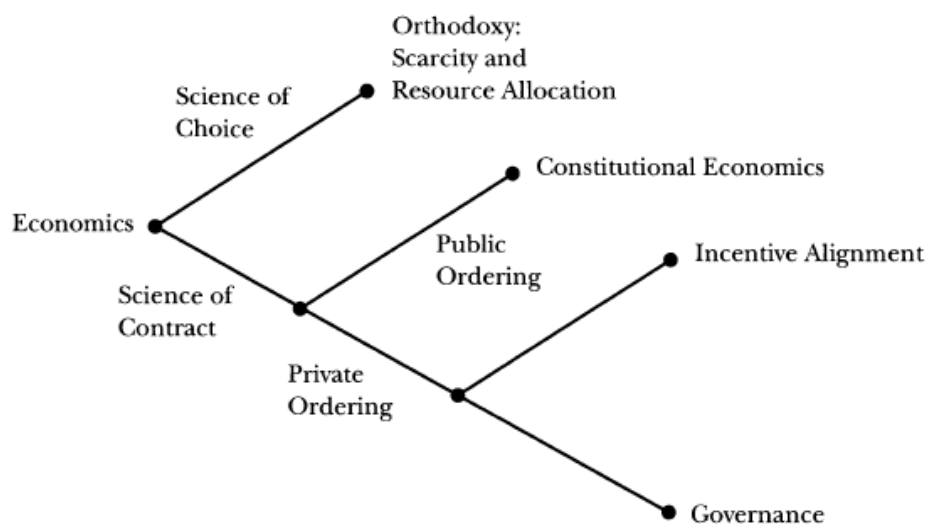 Orthodoxy:
Scarcity and
Resource Allocation
Science of
Choice
Constitutional Economics
Economics
Public
Ordering
Incentive Alignment
Science of
Contract
Private
Ordering
Governance